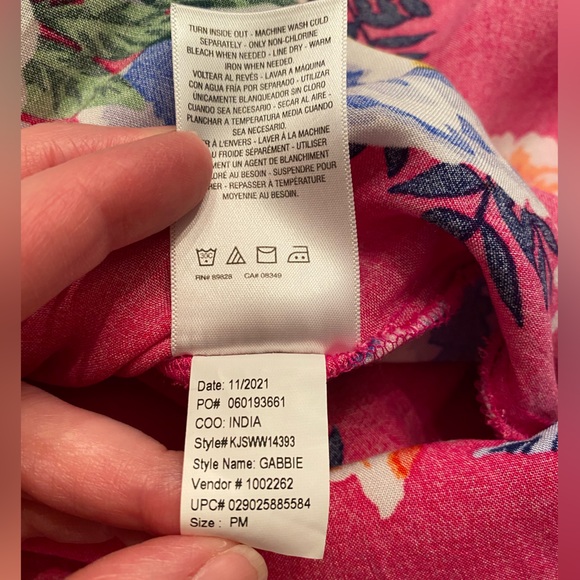 TURN INSIDE OUT - MACHINE WASH COLD
SEPARATELY - ONLY NON-CHLORINE
BLEACH WHEN NEEDED - LINE DRY - WARM
IRON WHEN NEEDED.
VOLTEAR AL REVÉS - LAVAR A MÁQUINA
CON AGUA FRÍA POR SEPARADO - UTILIZAR
ÚNICAMENTE BLANQUEADOR SIN CLORO
CUANDO SEA NECESARIO - SECAR AL AIRE -
PLANCHAR A TEMPERATURA MEDIA CUANDO
SEA NECESARIO.
À L'ENVERS - LAVER À LA MACHINE
AU FROIDE SÉPARÉMENT - UTILISER
UN AGENT DE BLANCHIMENT
AU BESOIN - SUSPENDRE
- REPASSER À TEMPÉRATURE
MOYENNE AU BESOIN.
RN# 89828 CA# 08349
Date: 11/2021
PO# 060193661
COO: INDIA
Style#KJSWW14393
Style Name: GABBIE
Vendor # 1002262
UPC# 029025885584
Size : PM